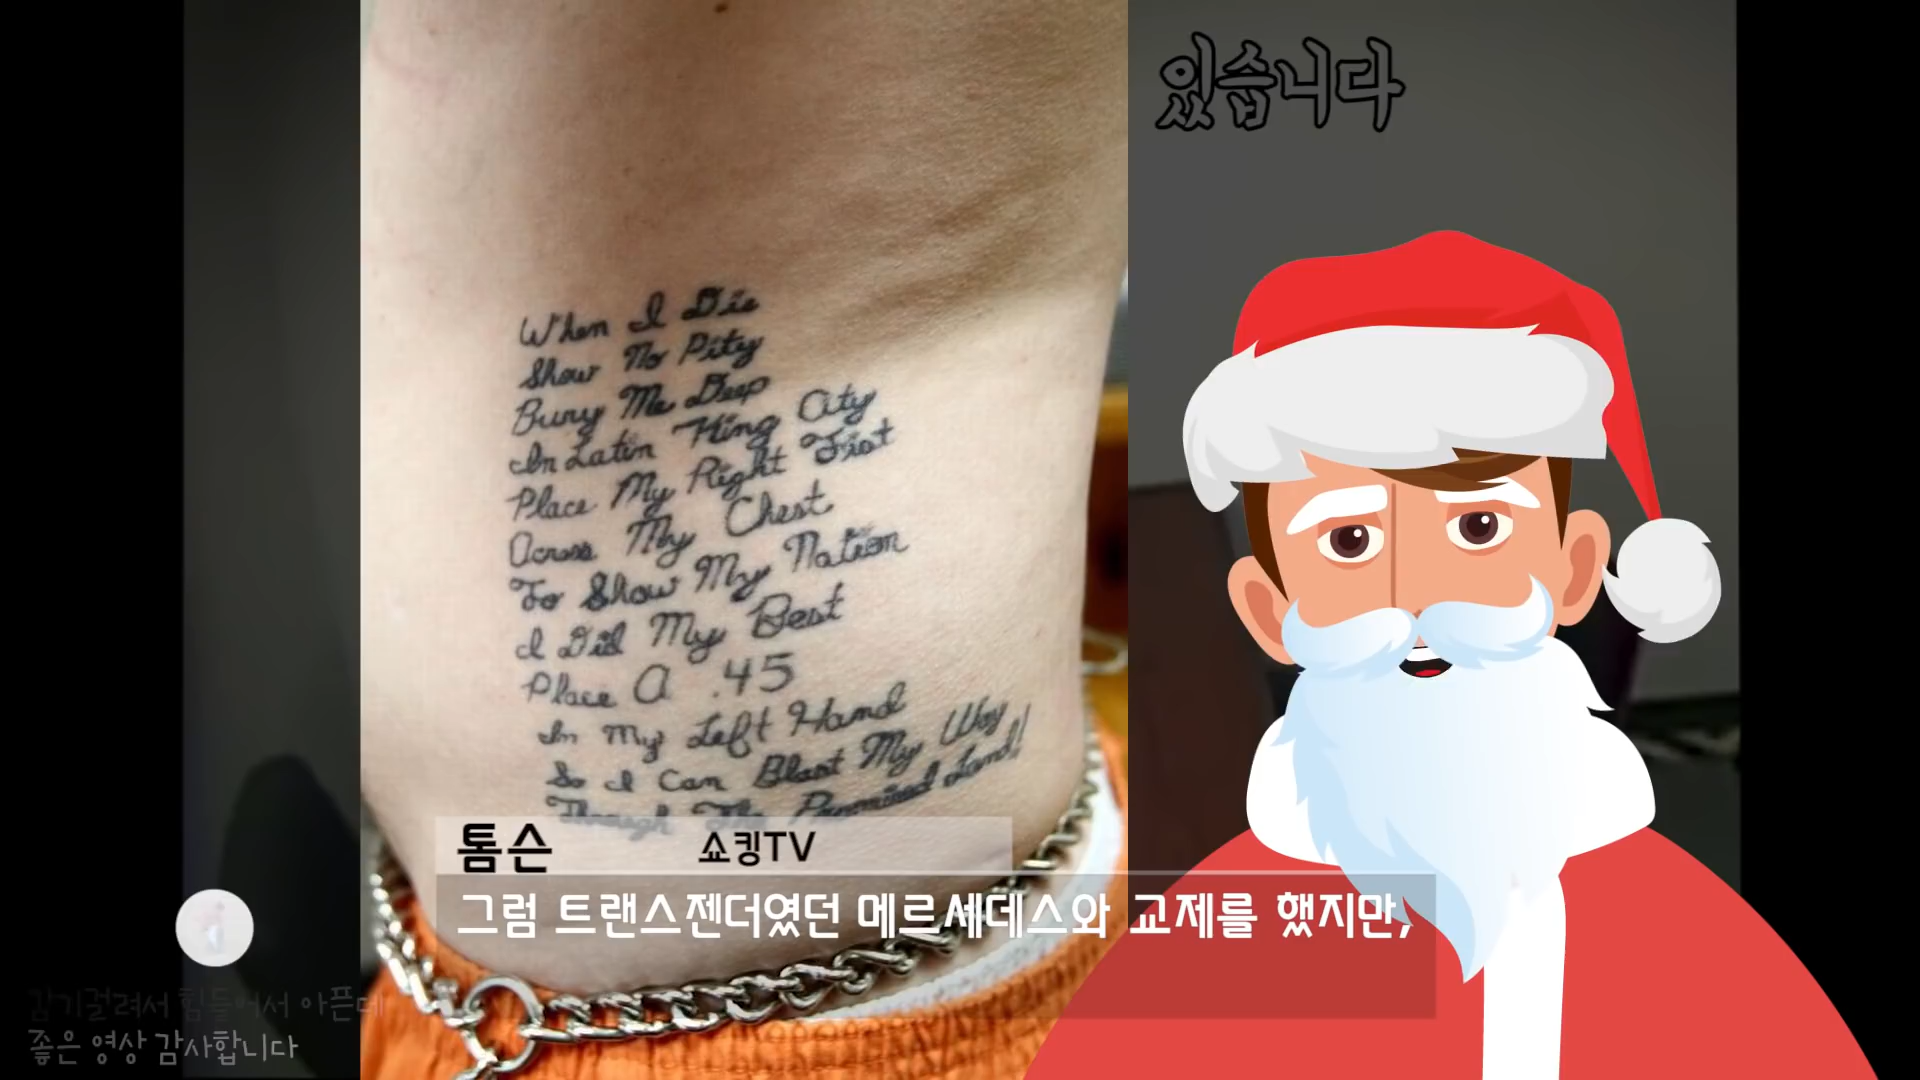 있습니다
When I Die
Show No Pity
Bury Me Deep
In Latin King City
Place My Right Fist
Across My Chest
To Show My Nation
I Did My Best
Place A .45
In My Left Hand
So I Can Blast My Way
Through The Promised Land!
톰슨 쇼킹TV
그럼 트랜스젠더였던 메르세데스와 교제를 했지만,
감기걸려서 힘들어서 아픈데
좋은 영상 감사합니다